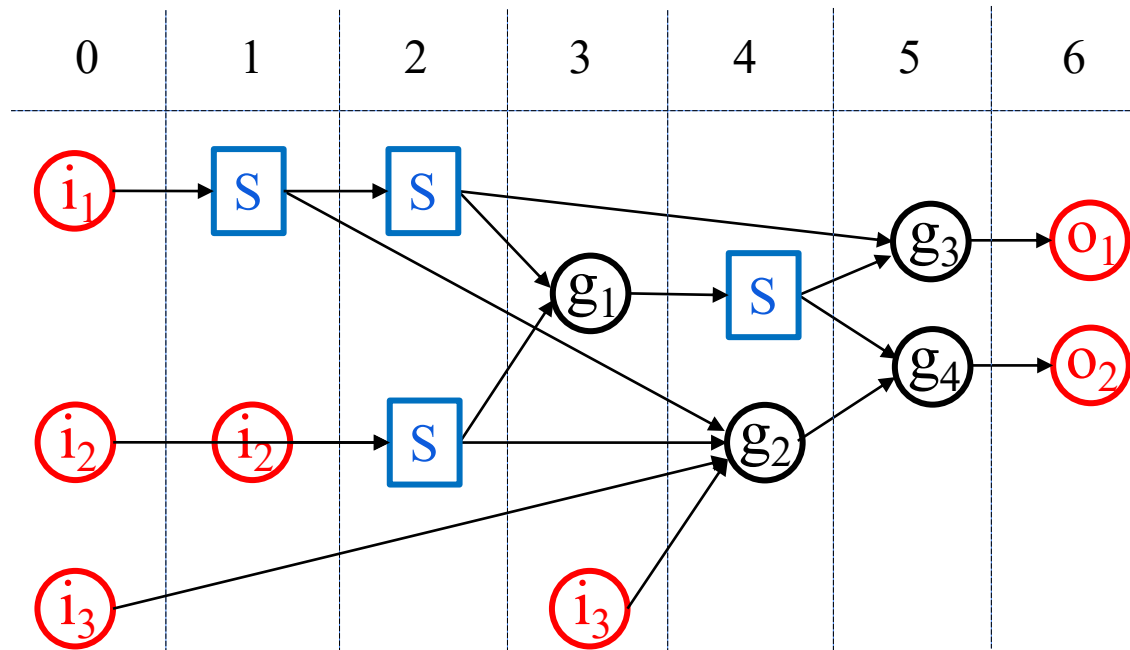 0 1 2 3 4 5 6
i₁ S S
g₃ o₁
g₁ S
g₄ o₂
i₂ i₂ S g₂
i₃ i₃